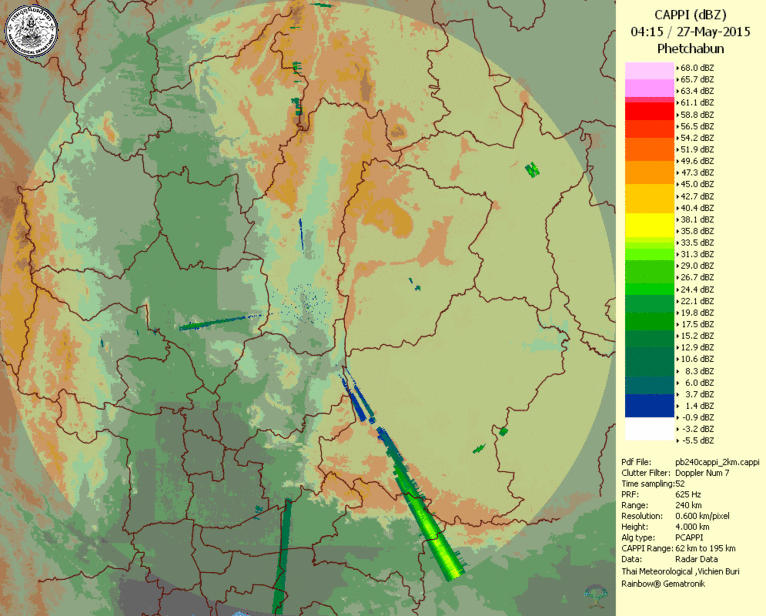 CAPPI (dBZ)
04:15 / 27-May-2015
Phetchabun
68.0 dBZ
65.7 dBZ
63.4 dBZ
61.1 dBZ
58.8 dBZ
56.5 dBZ
54.2 dBZ
51.9 dBZ
49.6 dBZ
47.3 dBZ
45.0 dBZ
42.7 dBZ
40.4 dBZ
38.1 dBZ
35.8 dBZ
33.5 dBZ
31.3 dBZ
29.0 dBZ
26.7 dBZ
24.4 dBZ
22.1 dBZ
19.8 dBZ
17.5 dBZ
15.2 dBZ
12.9 dBZ
10.6 dBZ
8.3 dBZ
6.0 dBZ
3.7 dBZ
1.4 dBZ
-0.9 dBZ
-3.2 dBZ
-5.5 dBZ
Pdf File: pb240cappi_2km.cappi
Clutter Filter: Doppler Num 7
Time sampling:52
PRF: 625 Hz
Range: 240 km
Resolution: 0.600 km/pixel
Height: 4.000 km
Alg type: PCAPPI
CAPPI Range: 62 km to 195 km
Data: Radar Data
Thai Meteorological ,Vichien Buri
Rainbow® Gematronik